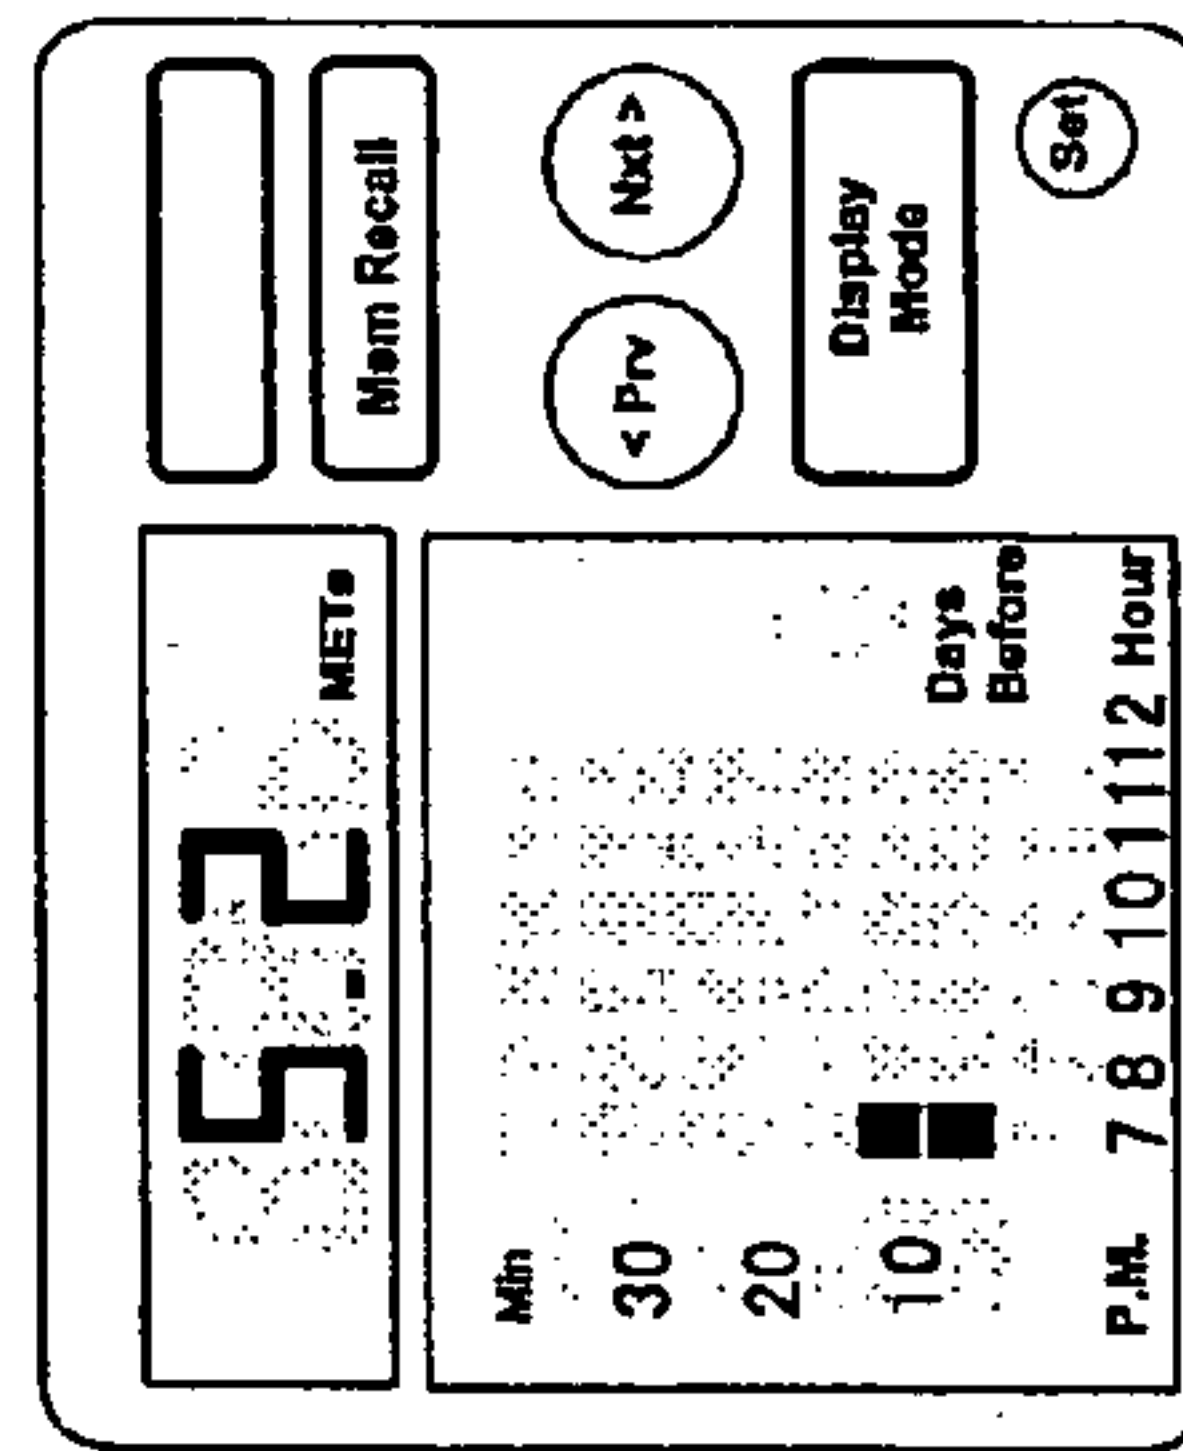 5.2 METs
Mem Recall
< Prv
Nxt >
Display
Mode
Set
Min
30
20
10
Days
Before
P.M. 7 8 9 10 11 12 Hour